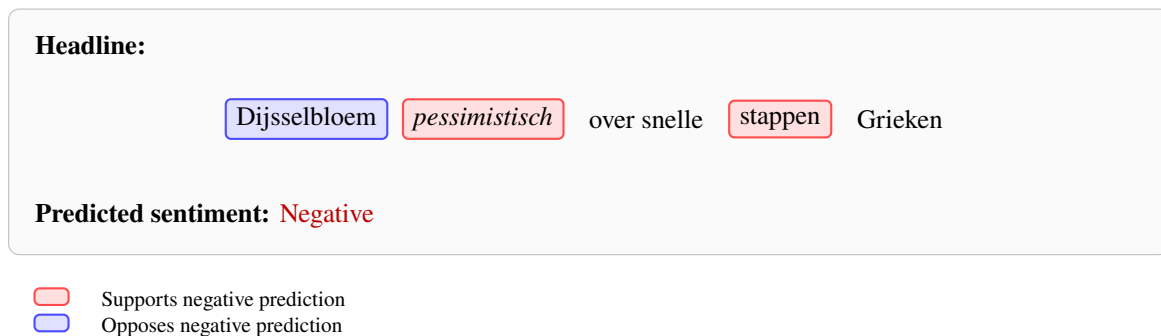 Headline:
Dijsselbloem pessimistisch over snelle stappen Grieken
Predicted sentiment: Negative
Supports negative prediction
Opposes negative prediction